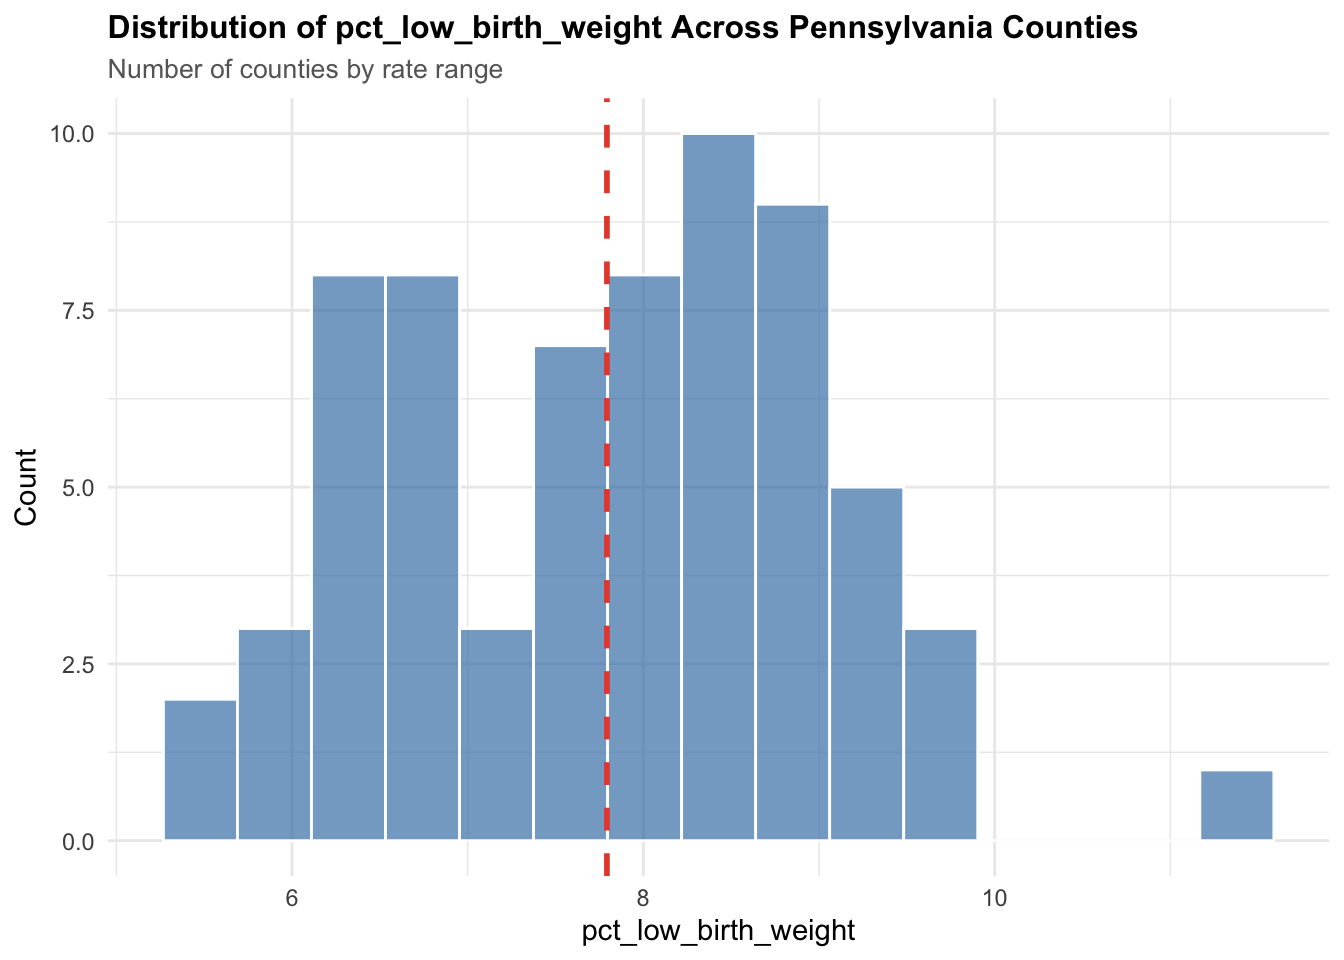 Distribution of pct_low_birth_weight Across Pennsylvania Counties
Number of counties by rate range
10.0
7.5
5.0
2.5
0.0
Count
6 8 10
pct_low_birth_weight